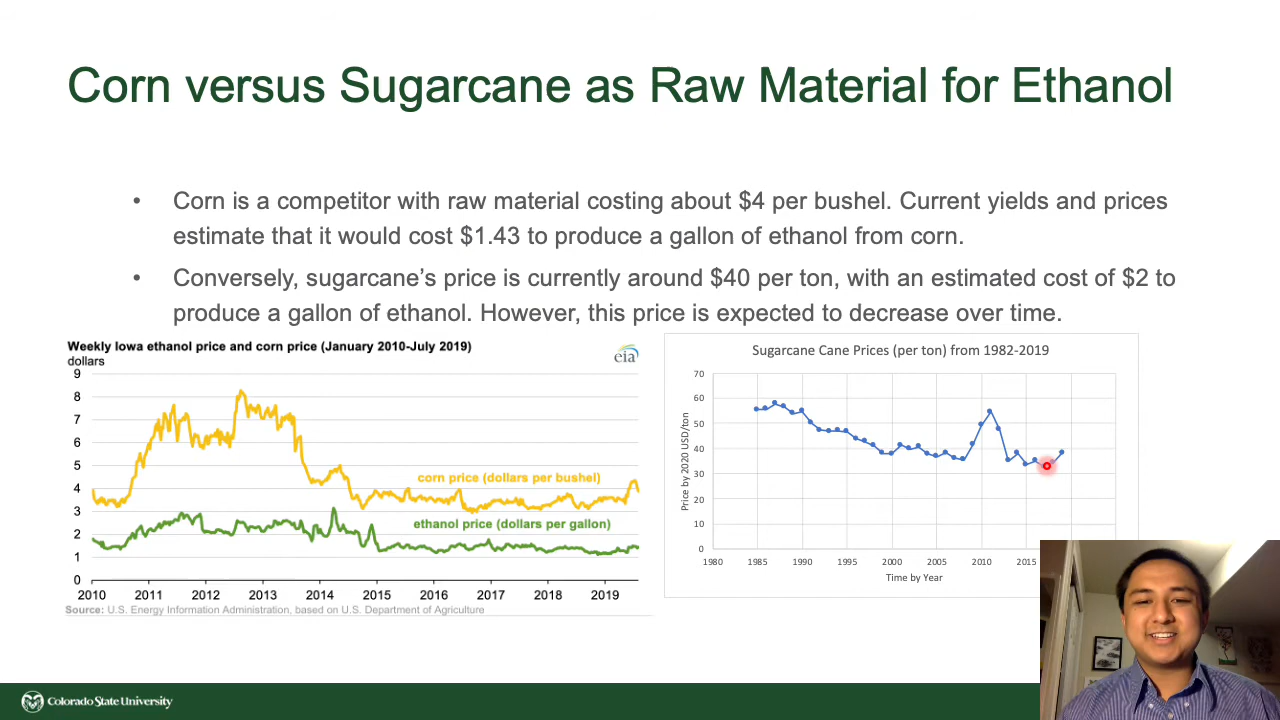 Corn versus Sugarcane as Raw Material for Ethanol
• Corn is a competitor with raw material costing about $4 per bushel. Current yields and prices
estimate that it would cost $1.43 to produce a gallon of ethanol from corn.
• Conversely, sugarcane’s price is currently around $40 per ton, with an estimated cost of $2 to
produce a gallon of ethanol. However, this price is expected to decrease over time.
Weekly Iowa ethanol price and corn price (January 2010-July 2019)
dollars
eia
9
8
7
6
5
4
3
2
1
0
corn price (dollars per bushel)
ethanol price (dollars per gallon)
2010 2011 2012 2013 2014 2015 2016 2017 2018 2019
Source: U.S. Energy Information Administration, based on U.S. Department of Agriculture
Sugarcane Cane Prices (per ton) from 1982-2019
Price by 2020 USD/ton
70
60
50
40
30
20
10
0
1980 1985 1990 1995 2000 2005 2010 2015
Time by Year
Colorado State University